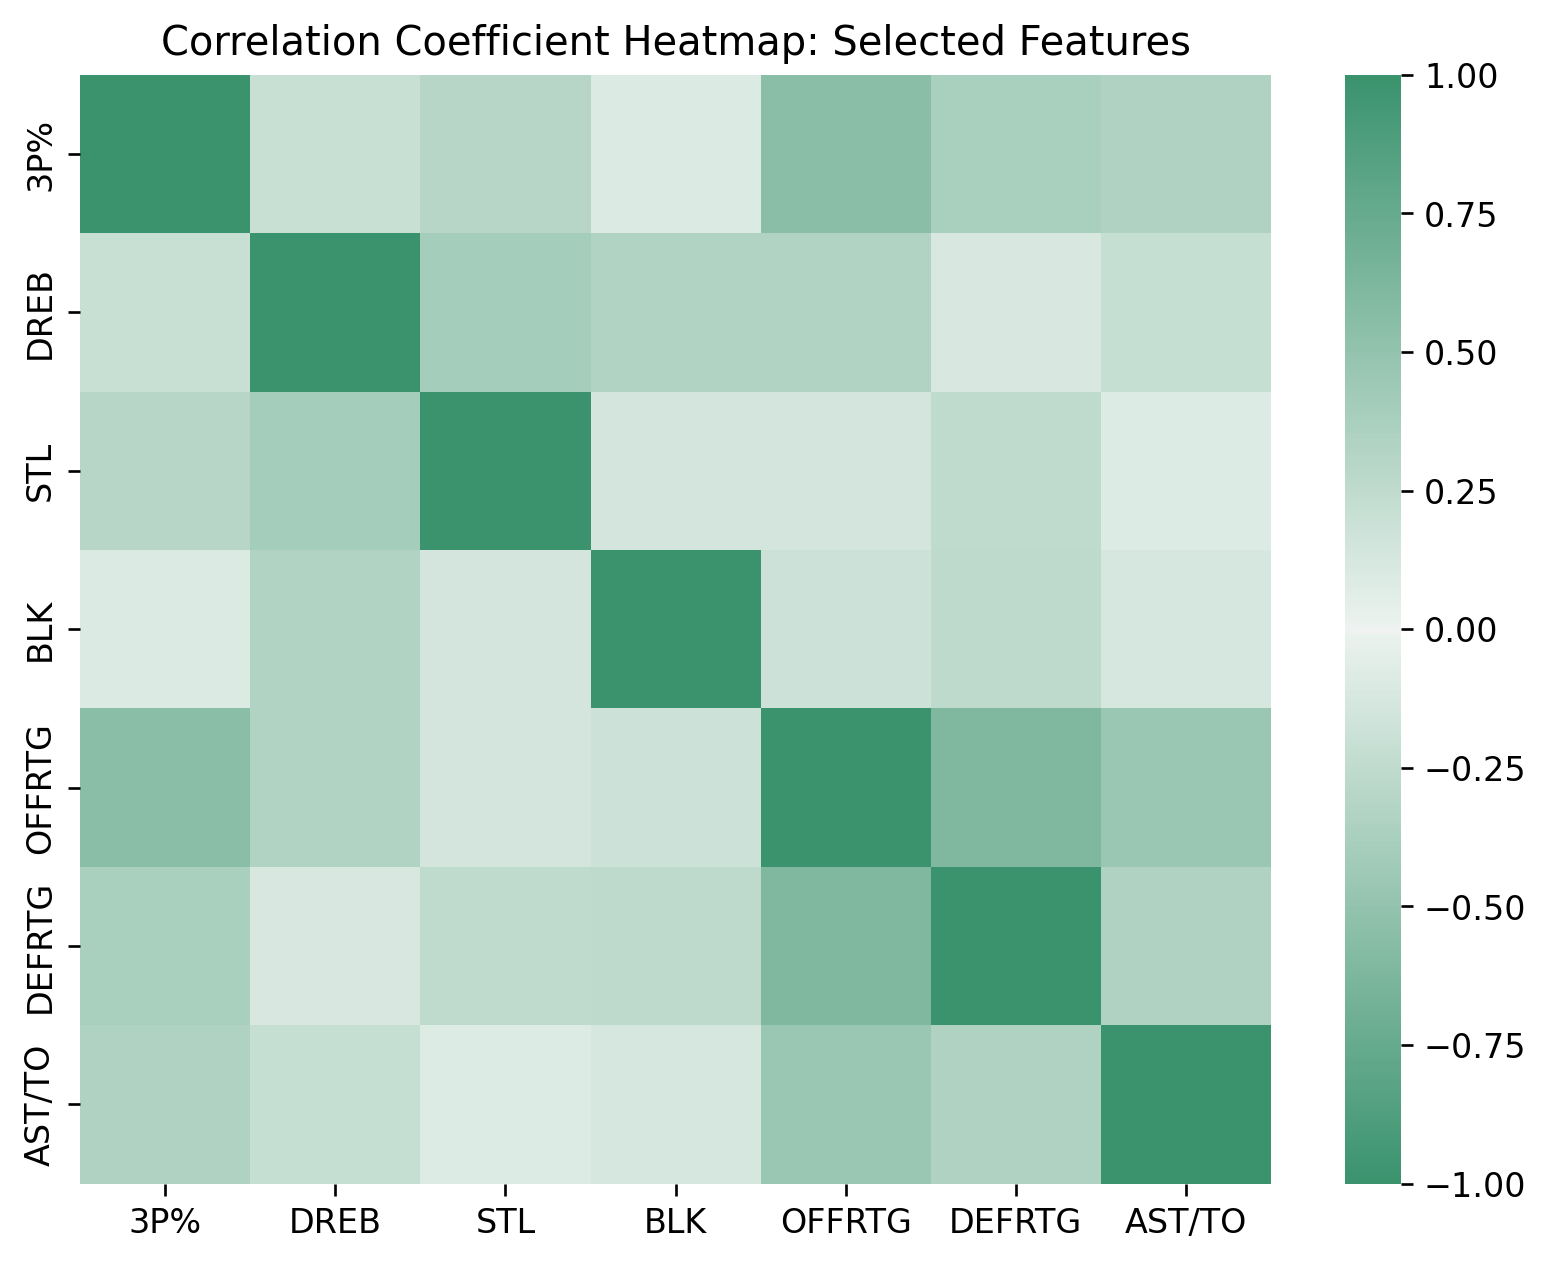 Correlation Coefficient Heatmap: Selected Features
3P%
DREB
STL
BLK
OFFRTG
DEFRTG
AST/TO
3P%
DREB
STL
BLK
OFFRTG
DEFRTG
AST/TO
1.00
0.75
0.50
0.25
0.00
−0.25
−0.50
−0.75
−1.00